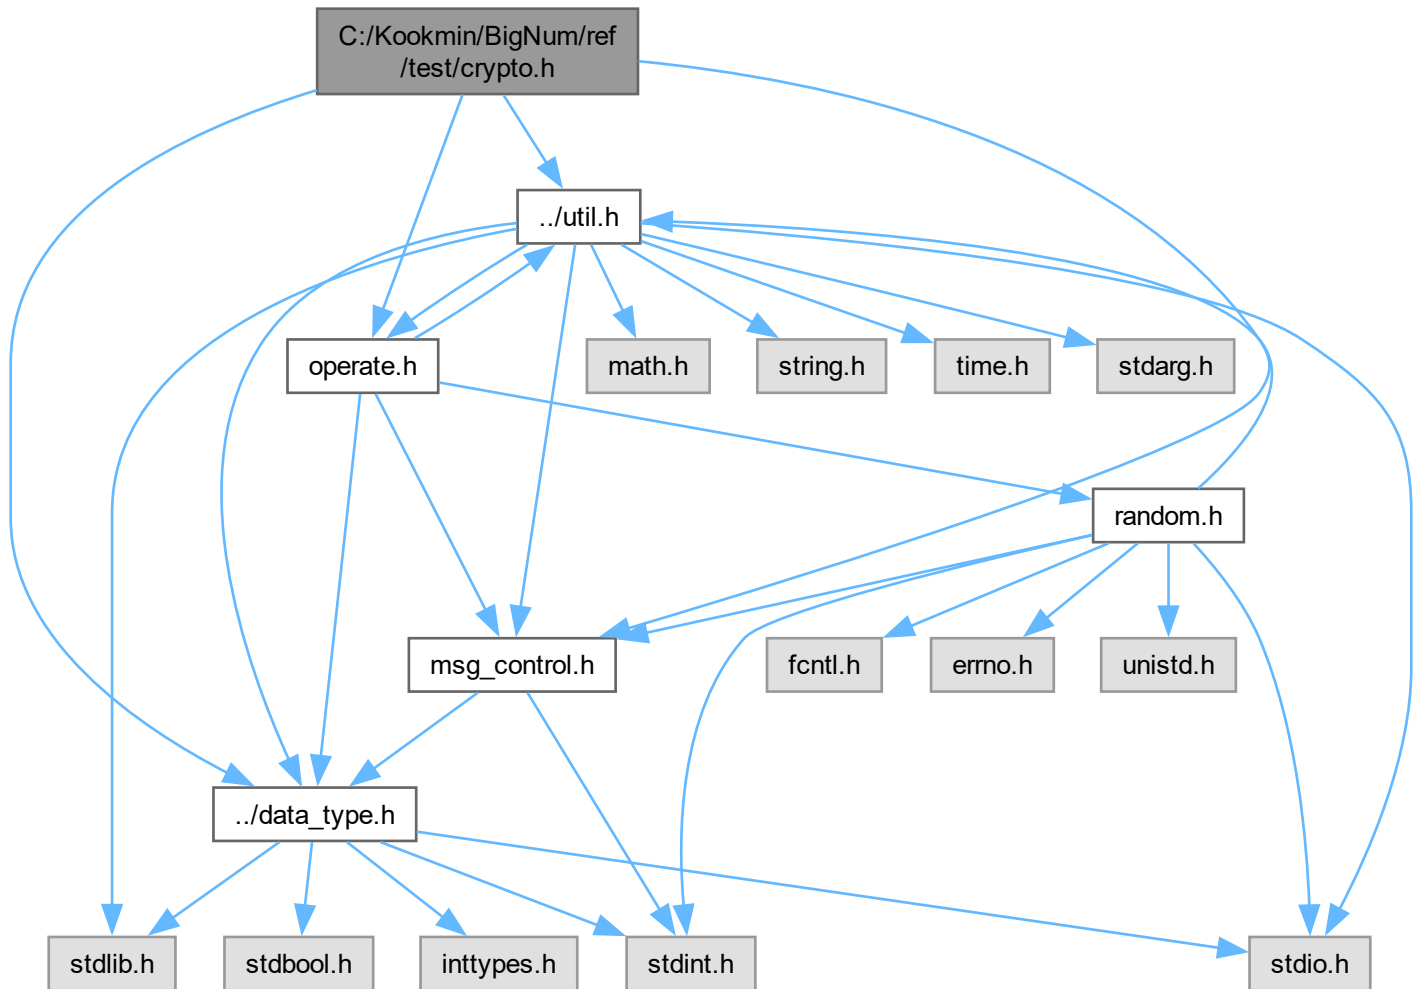 C:/Kookmin/BigNum/ref
/test/crypto.h
../util.h
operate.h
math.h
string.h
time.h
stdarg.h
random.h
msg_control.h
fcntl.h
errno.h
unistd.h
../data_type.h
stdlib.h
stdbool.h
inttypes.h
stdint.h
stdio.h